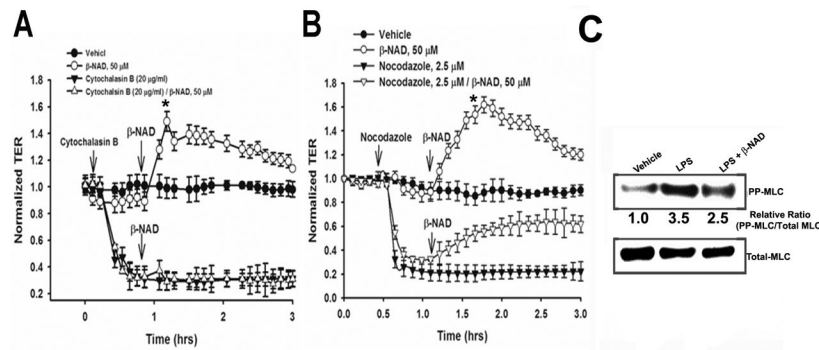 A
B
C
Vehicl
β-NAD, 50 μM
Cytochalasin B (20 μg/ml)
Cytochalsin B (20 μg/ml) / β-NAD, 50 μM
Normalized TER
1.8
1.6
1.4
1.2
1.0
0.8
0.6
0.4
0.2
*
Cytochalasin B
β-NAD
β-NAD
0
1
2
3
Time (hrs)
Vehicle
β-NAD, 50 μM
Nocodazole, 2.5 μM
Nocodazole, 2.5 μM / β-NAD, 50 μM
Normalized TER
1.8
1.6
1.4
1.2
1.0
0.8
0.6
0.4
0.2
0.0
*
Nocodazole
β-NAD
β-NAD
0.0
0.5
1.0
1.5
2.0
2.5
3.0
Time (hrs)
Vehicle
LPS
LPS + β-NAD
PP-MLC
1.0 3.5 2.5
Relative Ratio
(PP-MLC/Total MLC
Total-MLC